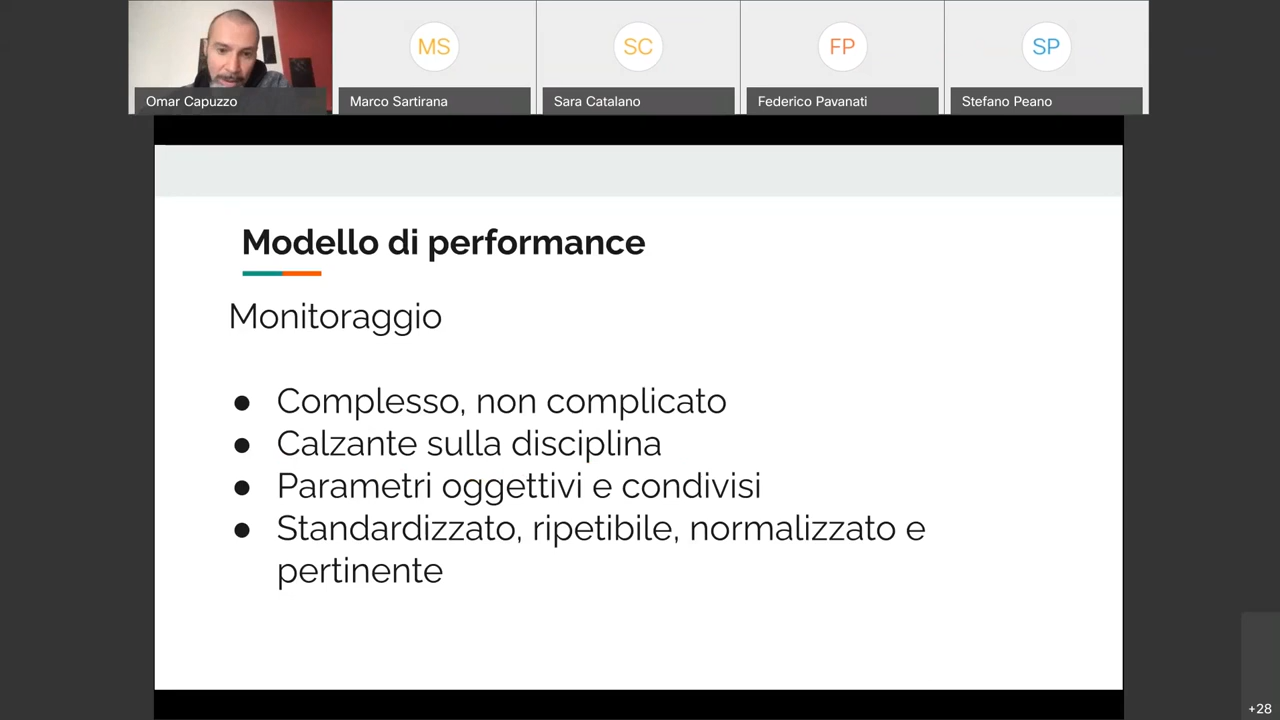 MS
SC
FP
SP
Omar Capuzzo
Marco Sartirana
Sara Catalano
Federico Pavanati
Stefano Peano
Modello di performance
Monitoraggio
● Complesso, non complicato
● Calzante sulla disciplina
● Parametri oggettivi e condivisi
● Standardizzato, ripetibile, normalizzato e
pertinente
+28